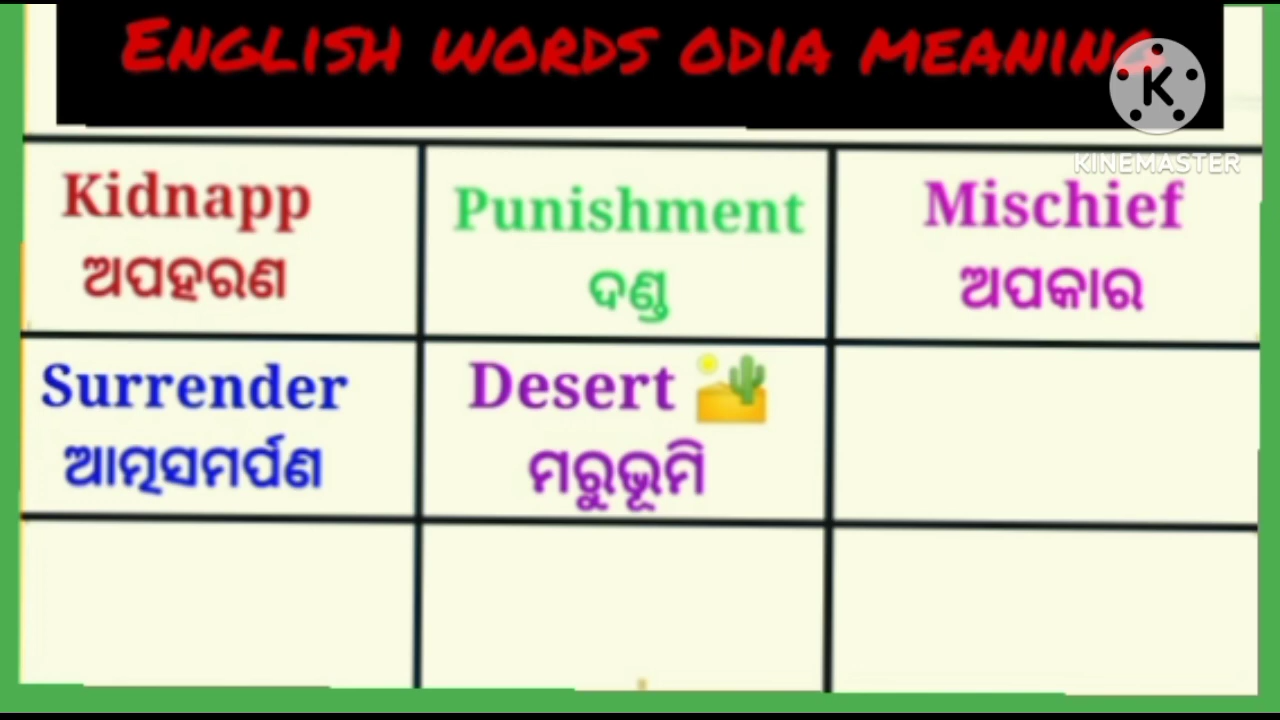 ENGLISH WORDS ODIA MEANING
KINEMASTER
Kidnapp
ଅପହରଣ
Punishment
ଦଣ୍ଡ
Mischief
ଅପକାର
Surrender
ଆତ୍ମସମର୍ପଣ
Desert 🏜️
ମରୁଭୂମି